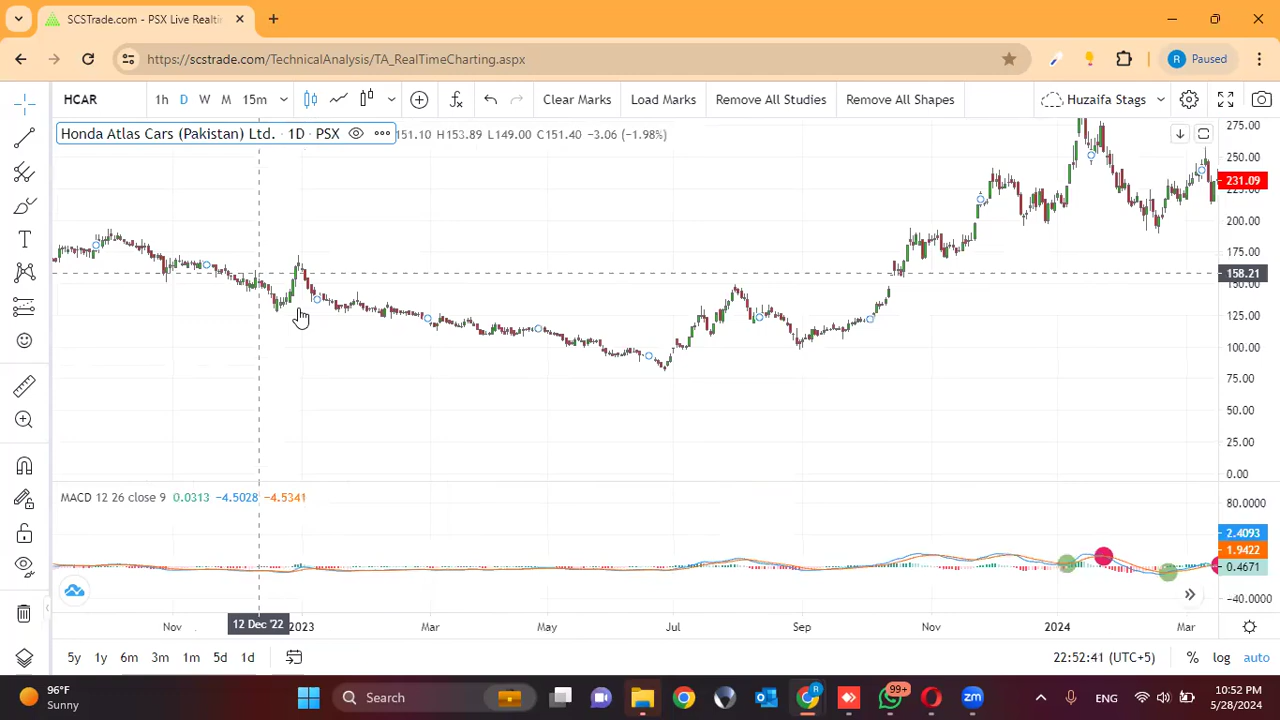 SCSTrade.com - PSX Live Realti
https://scstrade.com/TechnicalAnalysis/TA_RealTimeCharting.aspx
R Paused
HCAR 1h D W M 15m Clear Marks Load Marks Remove All Studies Remove All Shapes Huzaifa Stags
Honda Atlas Cars (Pakistan) Ltd. · 1D · PSX 151.10 H153.89 L149.00 C151.40 −3.06 (−1.98%)
275.00
250.00
231.09
225.00
200.00
175.00
158.21
150.00
125.00
100.00
75.00
50.00
25.00
0.00
MACD 12 26 close 9 0.0313 −4.5028 −4.5341
80.0000
2.4093
1.9422
0.4671
−40.0000
Nov 12 Dec '22 2023 Mar May Jul Sep Nov 2024 Mar
5y 1y 6m 3m 1m 5d 1d 22:52:41 (UTC+5) % log auto
96°F
Sunny
Search
R
99+
zm
ENG
10:52 PM
5/28/2024